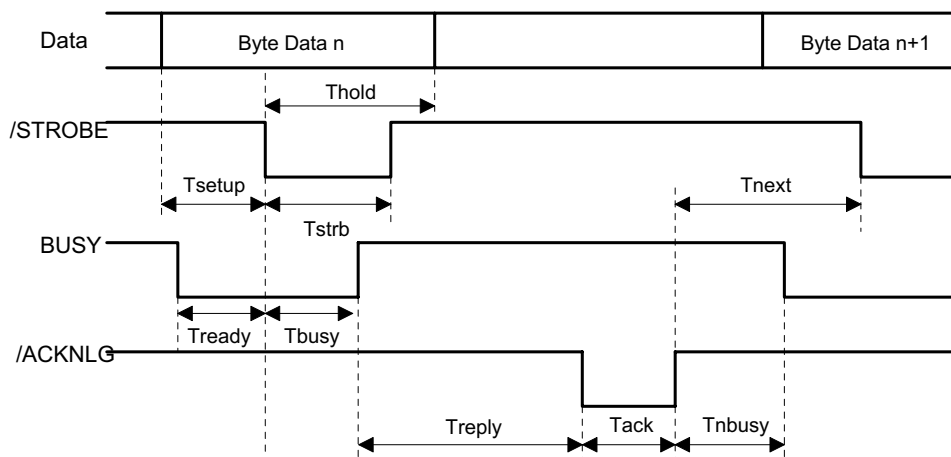 Data Byte Data n Byte Data n+1
Thold
/STROBE
Tsetup Tnext
Tstrb
BUSY
Tready Tbusy
/ACKNLG
Treply Tack Tnbusy